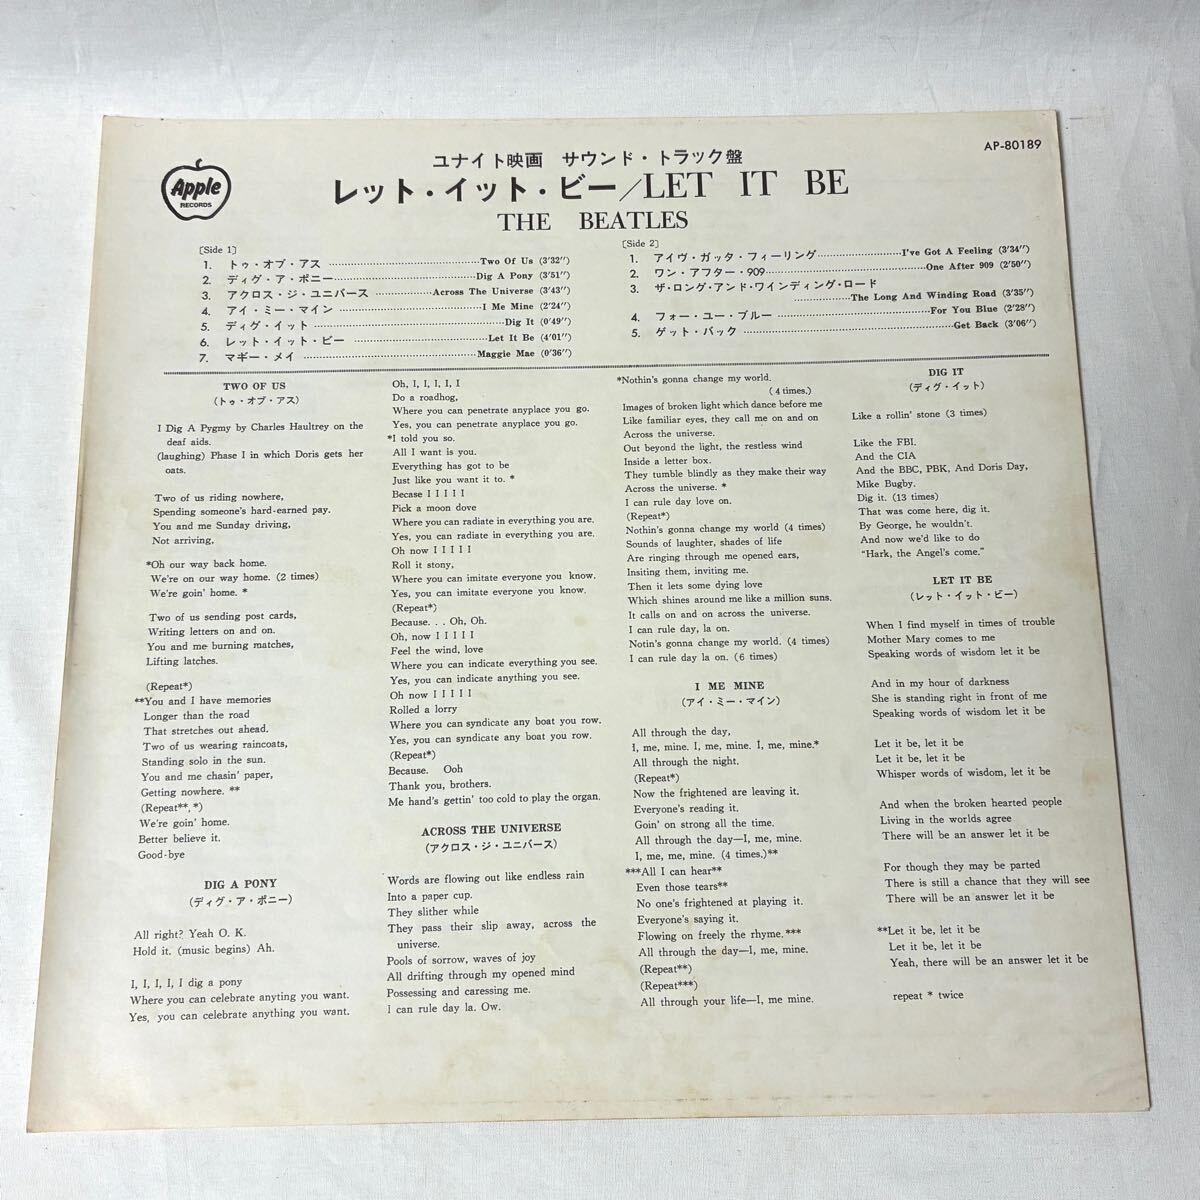 Apple
RECORDS
AP-80189
ユナイト映画 サウンド・トラック盤
レット・イット・ビー/LET IT BE
THE BEATLES
〔Side 1〕
1. トゥ・オブ・アス ……Two Of Us (3'32'')
2. ディグ・ア・ポニー……Dig A Pony (3'51'')
3. アクロス・ジ・ユニバース ……Across The Universe (3'43'')
4. アイ・ミー・マイン ……I Me Mine (2'24'')
5. ディグ・イット ……Dig It (0'49'')
6. レット・イット・ビー ……Let It Be (4'01'')
7. マギー・メイ ……Maggie Mae (0'36'')
〔Side 2〕
1. アイヴ・ガッタ・フィーリング……I've Got A Feeling (3'34'')
2. ワン・アフター・909……One After 909 (2'50'')
3. ザ・ロング・アンド・ワインディング・ロード
……The Long And Winding Road (3'35'')
4. フォー・ユー・ブルー……For You Blue (2'28'')
5. ゲット・バック……Get Back (3'06'')
TWO OF US
(トゥ・オブ・アス)
I Dig A Pygmy by Charles Haultrey on the
deaf aids.
(laughing) Phase I in which Doris gets her
oats.
Two of us riding nowhere,
Spending someone's hard-earned pay.
You and me Sunday driving,
Not arriving,
*Oh our way back home.
We're on our way home. (2 times)
We're goin' home. *
Two of us sending post cards,
Writing letters on and on.
You and me burning matches,
Lifting latches.
(Repeat*)
**You and I have memories
Longer than the road
That stretches out ahead.
Two of us wearing raincoats,
Standing solo in the sun.
You and me chasin' paper,
Getting nowhere. **
(Repeat**, *)
We're goin' home.
Better believe it.
Good-bye
DIG A PONY
(ディグ・ア・ポニー)
All right? Yeah O. K.
Hold it. (music begins) Ah.
I, I, I, I, I dig a pony
Where you can celebrate anyting you want.
Yes, you can celebrate anything you want.
Oh, I, I, I, I, I
Do a roadhog,
Where you can penetrate anyplace you go.
Yes, you can penetrate anyplace you go.
*I told you so.
All I want is you.
Everything has got to be
Just like you want it to. *
Becase I I I I I
Pick a moon dove
Where you can radiate in everything you are.
Yes, you can radiate in everything you are.
Oh now I I I I I
Roll it stony,
Where you can imitate everyone you know.
Yes, you can imitate everyone you know.
(Repeat*)
Because. . . Oh, Oh.
Oh, now I I I I I
Feel the wind, love
Where you can indicate everything you see.
Yes, you can indicate anything you see.
Oh now I I I I I
Rolled a lorry
Where you can syndicate any boat you row.
Yes, you can syndicate any boat you row.
(Repeat*)
Because. Ooh
Thank you, brothers.
Me hand's gettin' too cold to play the organ.
ACROSS THE UNIVERSE
(アクロス・ジ・ユニバース)
Words are flowing out like endless rain
Into a paper cup.
They slither while
They pass their slip away, across the
universe.
Pools of sorrow, waves of joy
All drifting through my opened mind
Possessing and caressing me.
I can rule day la. Ow.
*Nothin's gonna change my world.
( 4 times.)
Images of broken light which dance before me
Like familiar eyes, they call me on and on
Across the universe.
Out beyond the light, the restless wind
Inside a letter box.
They tumble blindly as they make their way
Across the universe. *
I can rule day love on.
(Repeat*)
Nothin's gonna change my world (4 times)
Sounds of laughter, shades of life
Are ringing through me opened ears,
Insiting them, inviting me.
Then it lets some dying love
Which shines around me like a million suns.
It calls on and on across the universe.
I can rule day, la on.
Notin's gonna change my world. (4 times)
I can rule day la on. (6 times)
I ME MINE
(アイ・ミー・マイン)
All through the day,
I, me, mine. I, me, mine. I, me, mine.*
All through the night.
(Repeat*)
Now the frightened are leaving it.
Everyone's reading it.
Goin' on strong all the time.
All through the day—I, me, mine.
I, me, me, mine. (4 times.)**
***All I can hear**
Even those tears**
No one's frightened at playing it.
Everyone's saying it.
Flowing on freely the rhyme.***
All through the day—I, me, mine.
(Repeat**)
(Repeat***)
All through your life—I, me mine.
DIG IT
(ディグ・イット)
Like a rollin' stone (3 times)
Like the FBI.
And the CIA
And the BBC, PBK, And Doris Day,
Mike Bugby.
Dig it. (13 times)
That was come here, dig it.
By George, he wouldn't.
And now we'd like to do
"Hark, the Angel's come."
LET IT BE
(レット・イット・ビー)
When I find myself in times of trouble
Mother Mary comes to me
Speaking words of wisdom let it be
And in my hour of darkness
She is standing right in front of me
Speaking words of wisdom let it be
Let it be, let it be
Let it be, let it be
Whisper words of wisdom, let it be
And when the broken hearted people
Living in the worlds agree
There will be an answer let it be
For though they may be parted
There is still a chance that they will see
There will be an answer let it be
**Let it be, let it be
Let it be, let it be
Yeah, there will be an answer let it be
repeat * twice